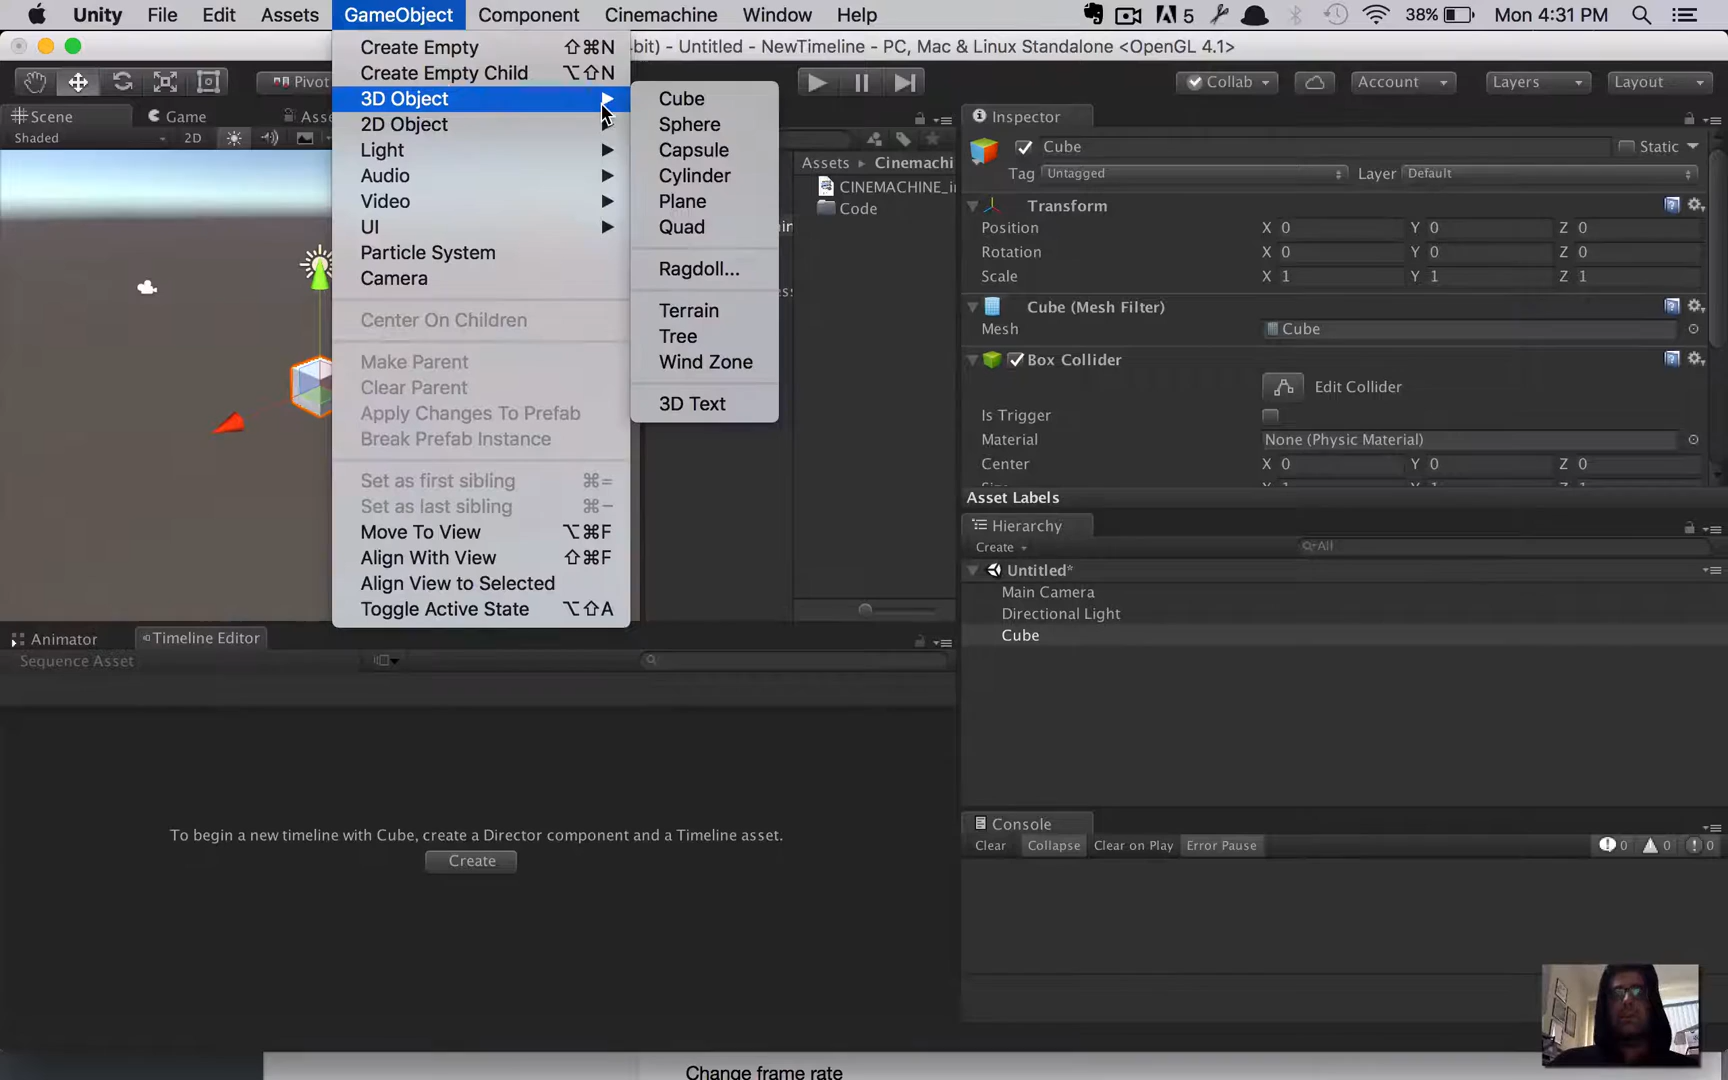 Unity File Edit Assets GameObject Component Cinemachine Window Help 5 38% Mon 4:31 PM
bit) - Untitled - NewTimeline - PC, Mac & Linux Standalone <OpenGL 4.1>
Pivot Collab Account Layers Layout
Scene Game
Shaded 2D
Create Empty ⇧⌘N
Create Empty Child ⌥⇧N
3D Object
2D Object
Light
Audio
Video
UI
Particle System
Camera
Center On Children
Make Parent
Clear Parent
Apply Changes To Prefab
Break Prefab Instance
Set as first sibling ⌘=
Set as last sibling ⌘-
Move To View ⌥⌘F
Align With View ⇧⌘F
Align View to Selected
Toggle Active State ⌥⇧A
Cube
Sphere
Capsule
Cylinder
Plane
Quad
Ragdoll...
Terrain
Tree
Wind Zone
3D Text
Assets Cinemachi
CINEMACHINE_i
Code
Inspector
Cube Static
Tag Untagged Layer Default
Transform
Position X 0 Y 0 Z 0
Rotation X 0 Y 0 Z 0
Scale X 1 Y 1 Z 1
Cube (Mesh Filter)
Mesh Cube
Box Collider
Edit Collider
Is Trigger
Material None (Physic Material)
Center X 0 Y 0 Z 0
Asset Labels
Hierarchy
Create All
Untitled*
Main Camera
Directional Light
Cube
Animator Timeline Editor
Sequence Asset
To begin a new timeline with Cube, create a Director component and a Timeline asset.
Create
Console
Clear Collapse Clear on Play Error Pause 0 0 0
Change frame rate